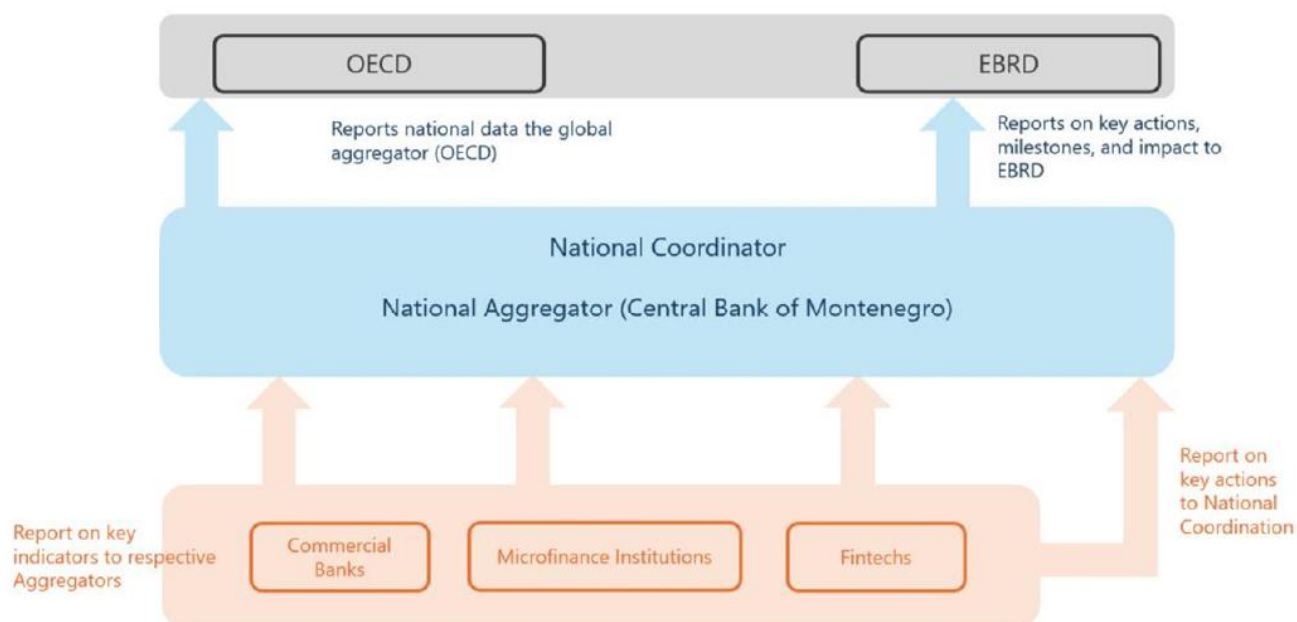 OECD
EBRD
Reports national data the global
aggregator (OECD)
Reports on key actions,
milestones, and impact to
EBRD
National Coordinator
National Aggregator (Central Bank of Montenegro)
Report on key
indicators to respective
Aggregators
Commercial
Banks
Microfinance Institutions
Fintechs
Report on
key actions
to National
Coordination